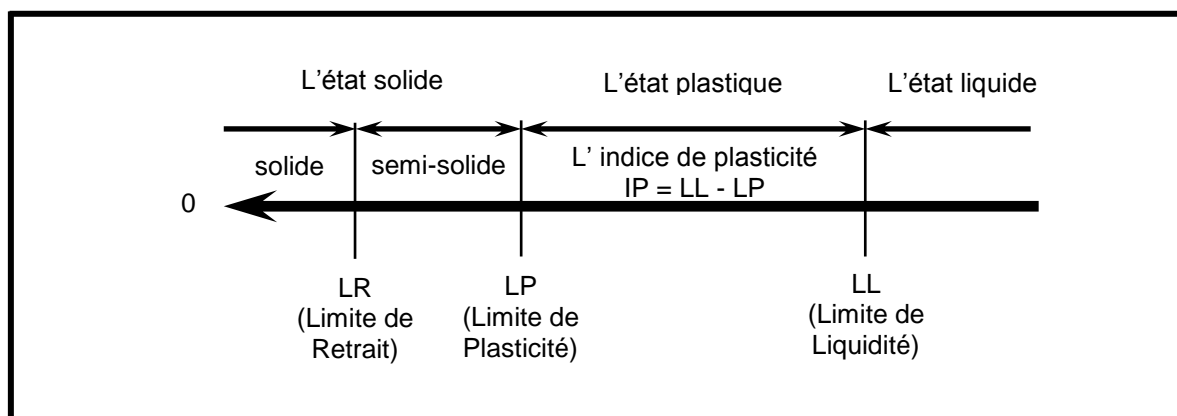 L'état solide
L'état plastique
L'état liquide
solide
semi-solide
L' indice de plasticité
IP = LL - LP
0
LR
(Limite de
Retrait)
LP
(Limite de
Plasticité)
LL
(Limite de
Liquidité)